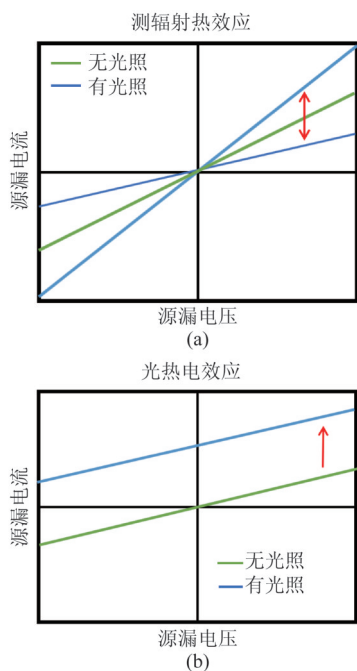 测辐射热效应
无光照
有光照
源漏电流
源漏电压
(a)
光热电效应
源漏电流
无光照
有光照
源漏电压
(b)